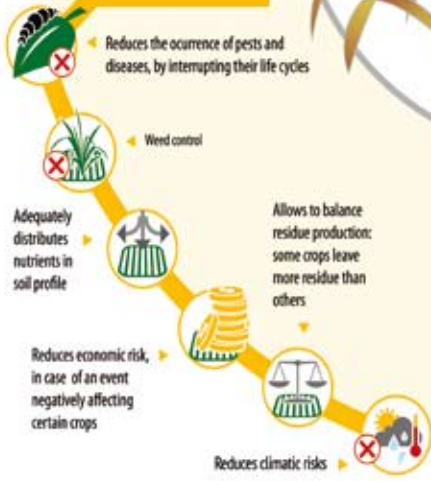 Reduces the ocurrence of pests and
diseases, by interrupting their life cycles
Weed control
Adequately
distributes
nutrients in
soil profile
Allows to balance
residue production:
some crops leave
more residue than
others
Reduces economic risk,
in case of an event
negatively affecting
certain crops
Reduces climatic risks